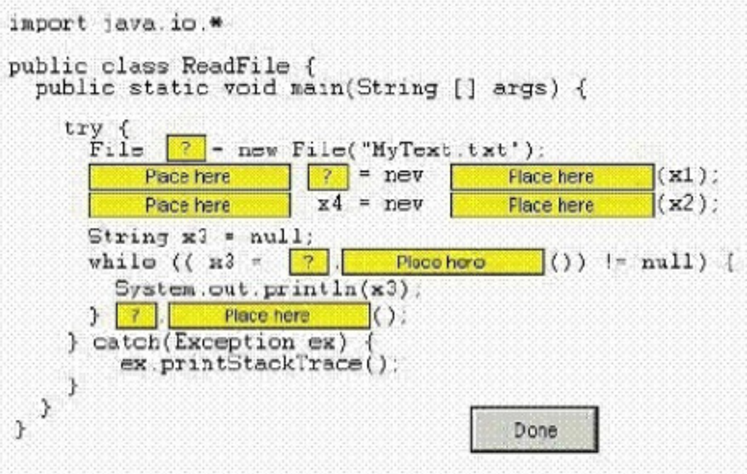 import java.io.*
public class ReadFile {
public static void main(String [] args) {
try {
File ? = new File("MyText.txt");
Place here ? = new Place here (x1);
Place here x4 = new Place here (x2);
String x3 = null;
while (( x3 = ? . Place here ()) != null) {
System.out.println(x3);
} ? . Place here ();
} catch(Exception ex) {
ex.printStackTrace();
}
}
}
Done